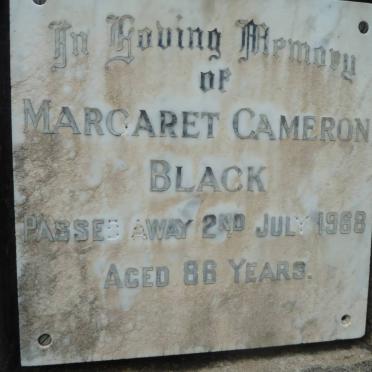 In Loving Memory
of
MARGARET CAMERON
BLACK
PASSED AWAY 2ND JULY 1968
AGED 86 YEARS.